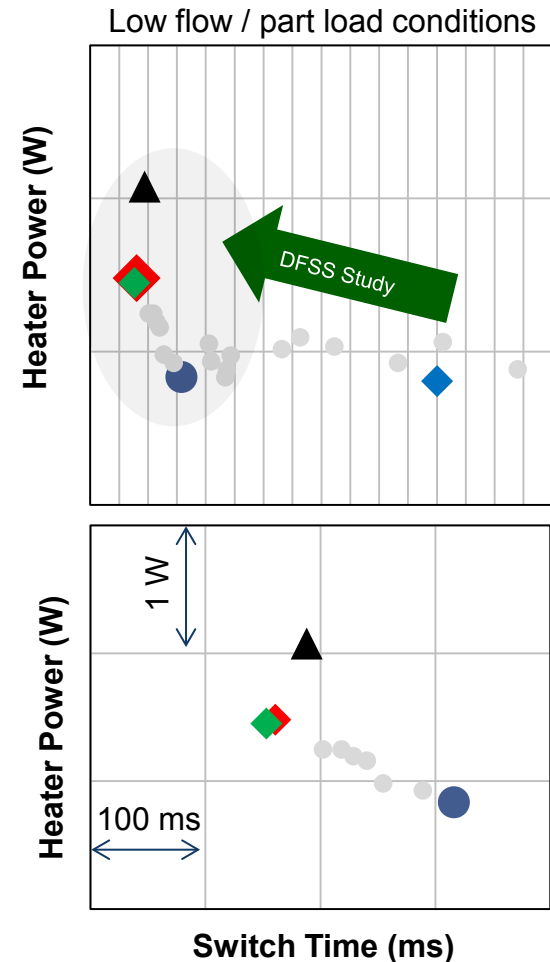 Low flow / part load conditions
Heater Power (W)
DFSS Study
Heater Power (W)
1 W
100 ms
Switch Time (ms)